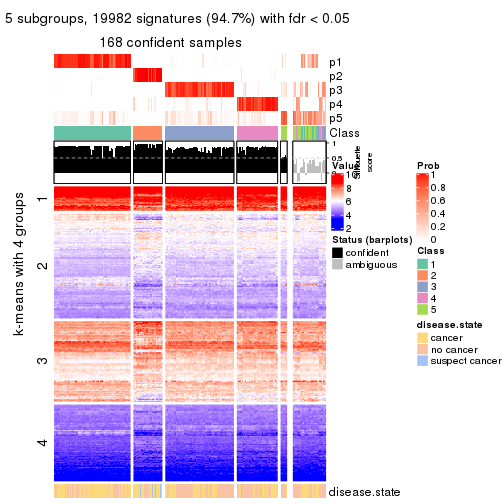 5 subgroups, 19982 signatures (94.7%) with fdr < 0.05
168 confident samples
p1
p2
p3
p4
p5
Class
1
0.5
0
Silhouette
score
k-means with 4 groups
1
2
3
4
disease.state
Value
10
8
6
4
2
Status (barplots)
confident
ambiguous
Prob
1
0.8
0.6
0.4
0.2
0
Class
1
2
3
4
5
disease.state
cancer
no cancer
suspect cancer